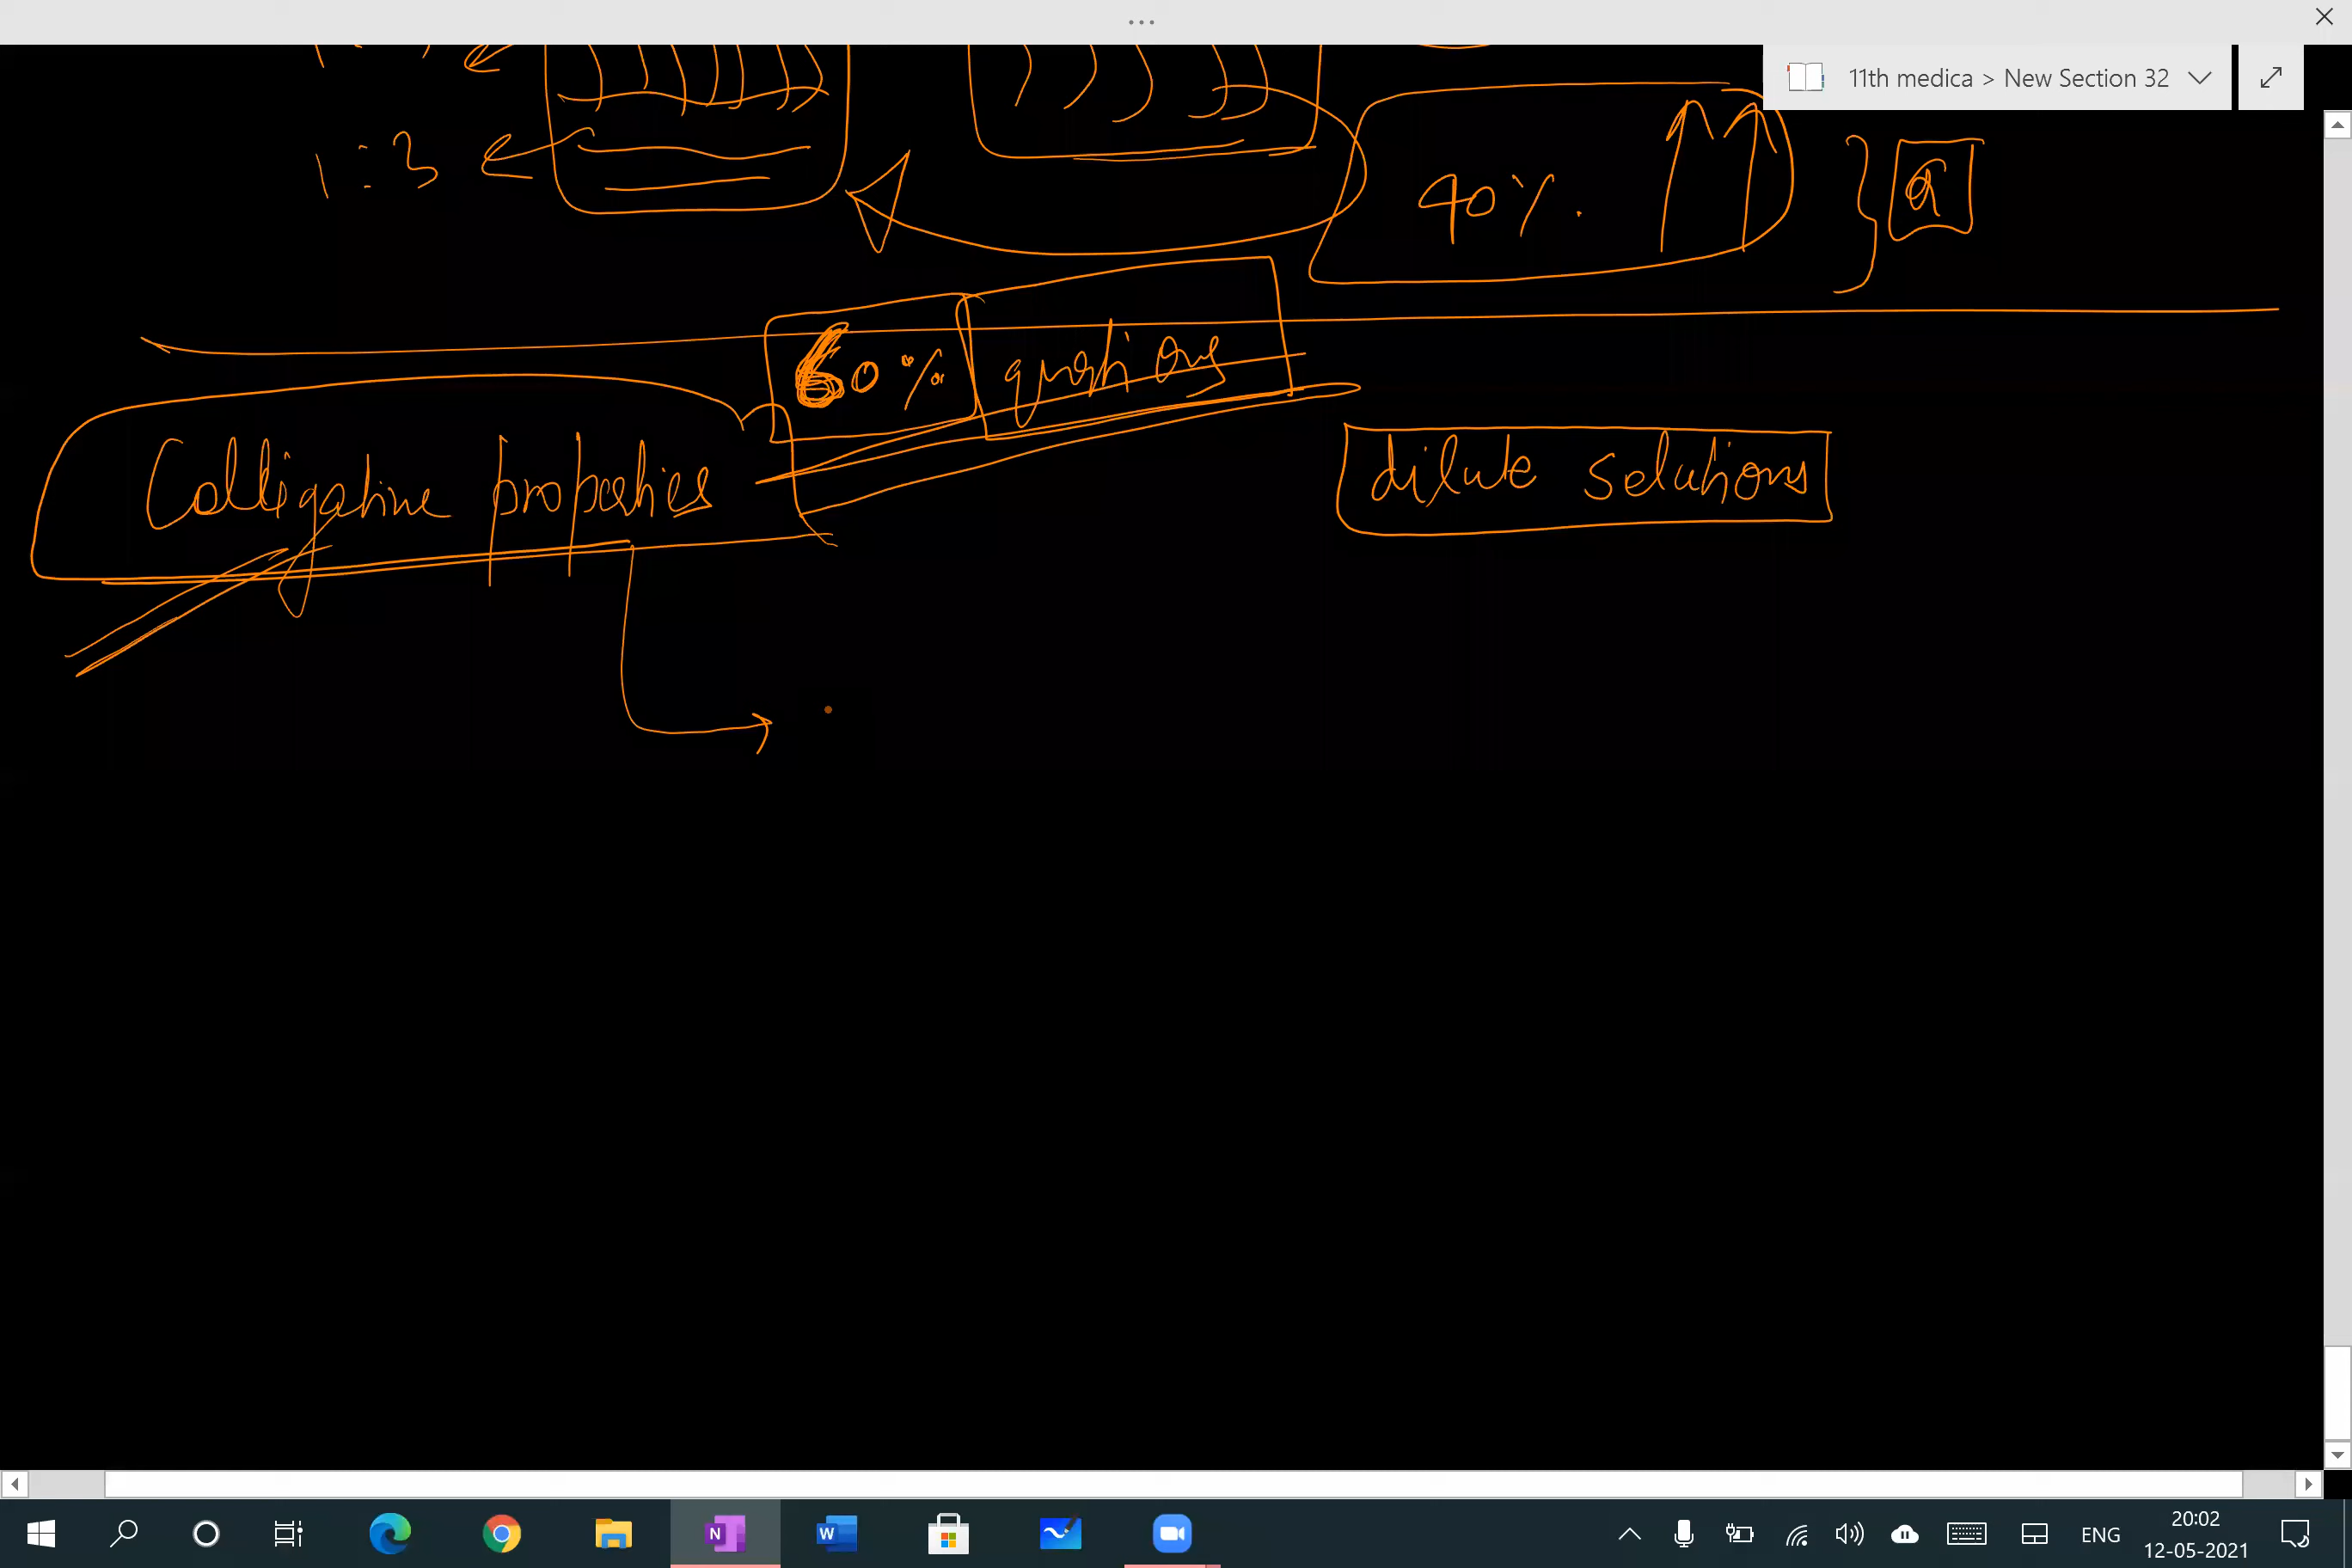 11th medica > New Section 32
1:3
90%.
60% questions
Colligative properties
dilute solutions
ENG
20:02
12-05-2021